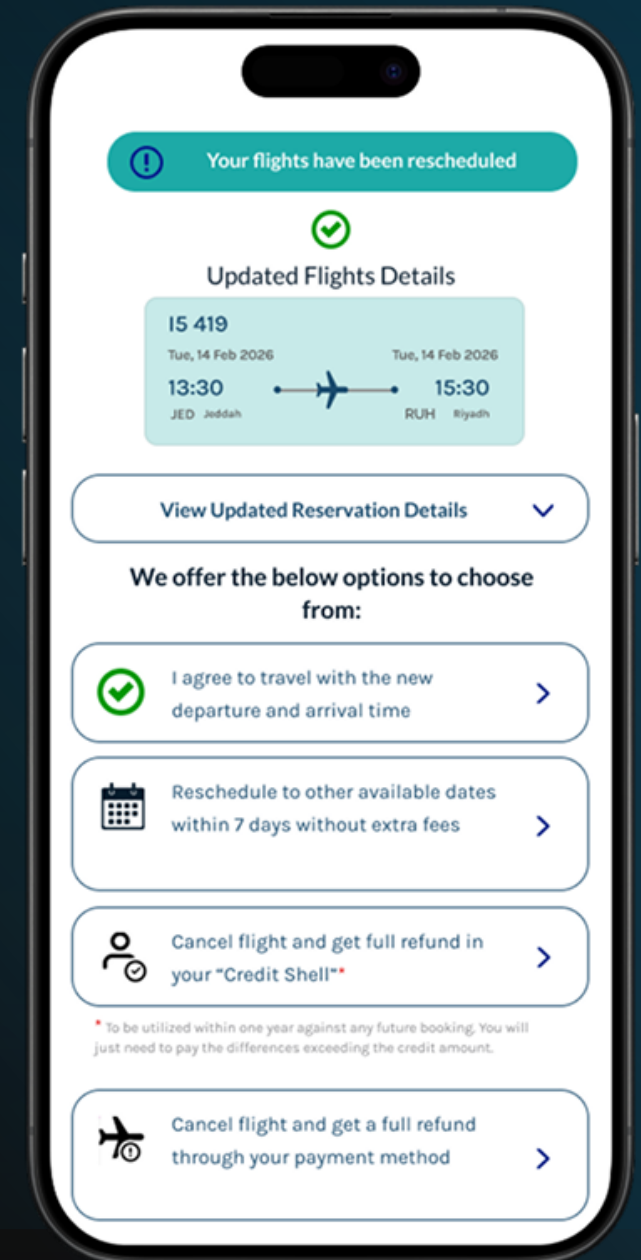 Your flights have been rescheduled
Updated Flights Details
I5 419
Tue, 14 Feb 2026 Tue, 14 Feb 2026
13:30 15:30
JED Jeddah RUH Riyadh
View Updated Reservation Details
We offer the below options to choose
from:
I agree to travel with the new
departure and arrival time
Reschedule to other available dates
within 7 days without extra fees
Cancel flight and get full refund in
your “Credit Shell”*
* To be utilized within one year against any future booking. You will
just need to pay the differences exceeding the credit amount.
Cancel flight and get a full refund
through your payment method